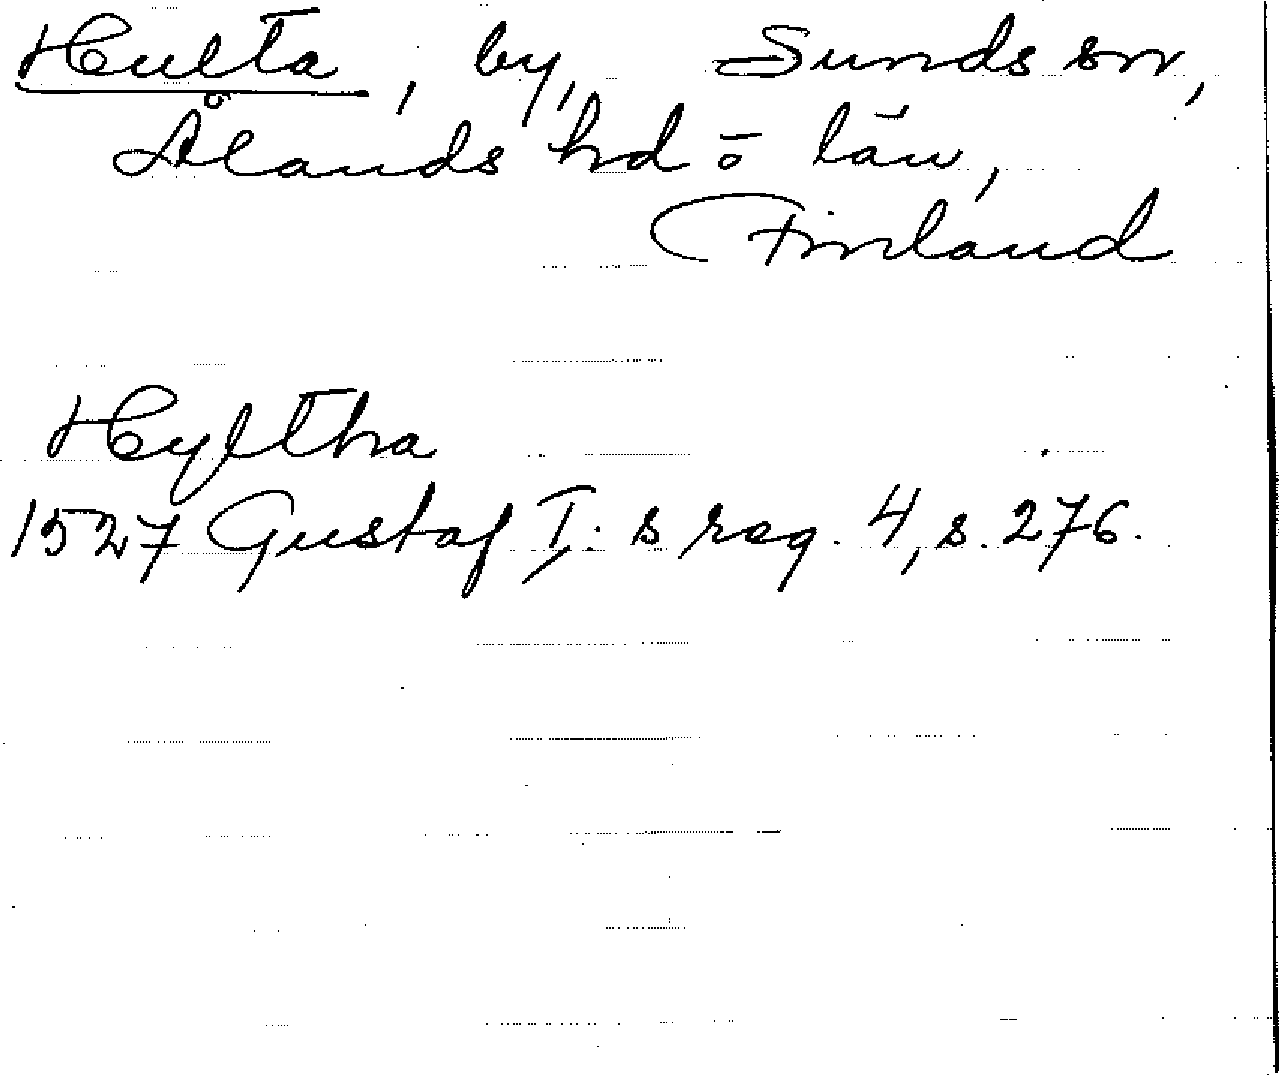 Hulta, by, Sunds sn,
Ålands hd o län,
Finland
Hyltha
1527 Gustaf I:s reg. 4, s. 276.